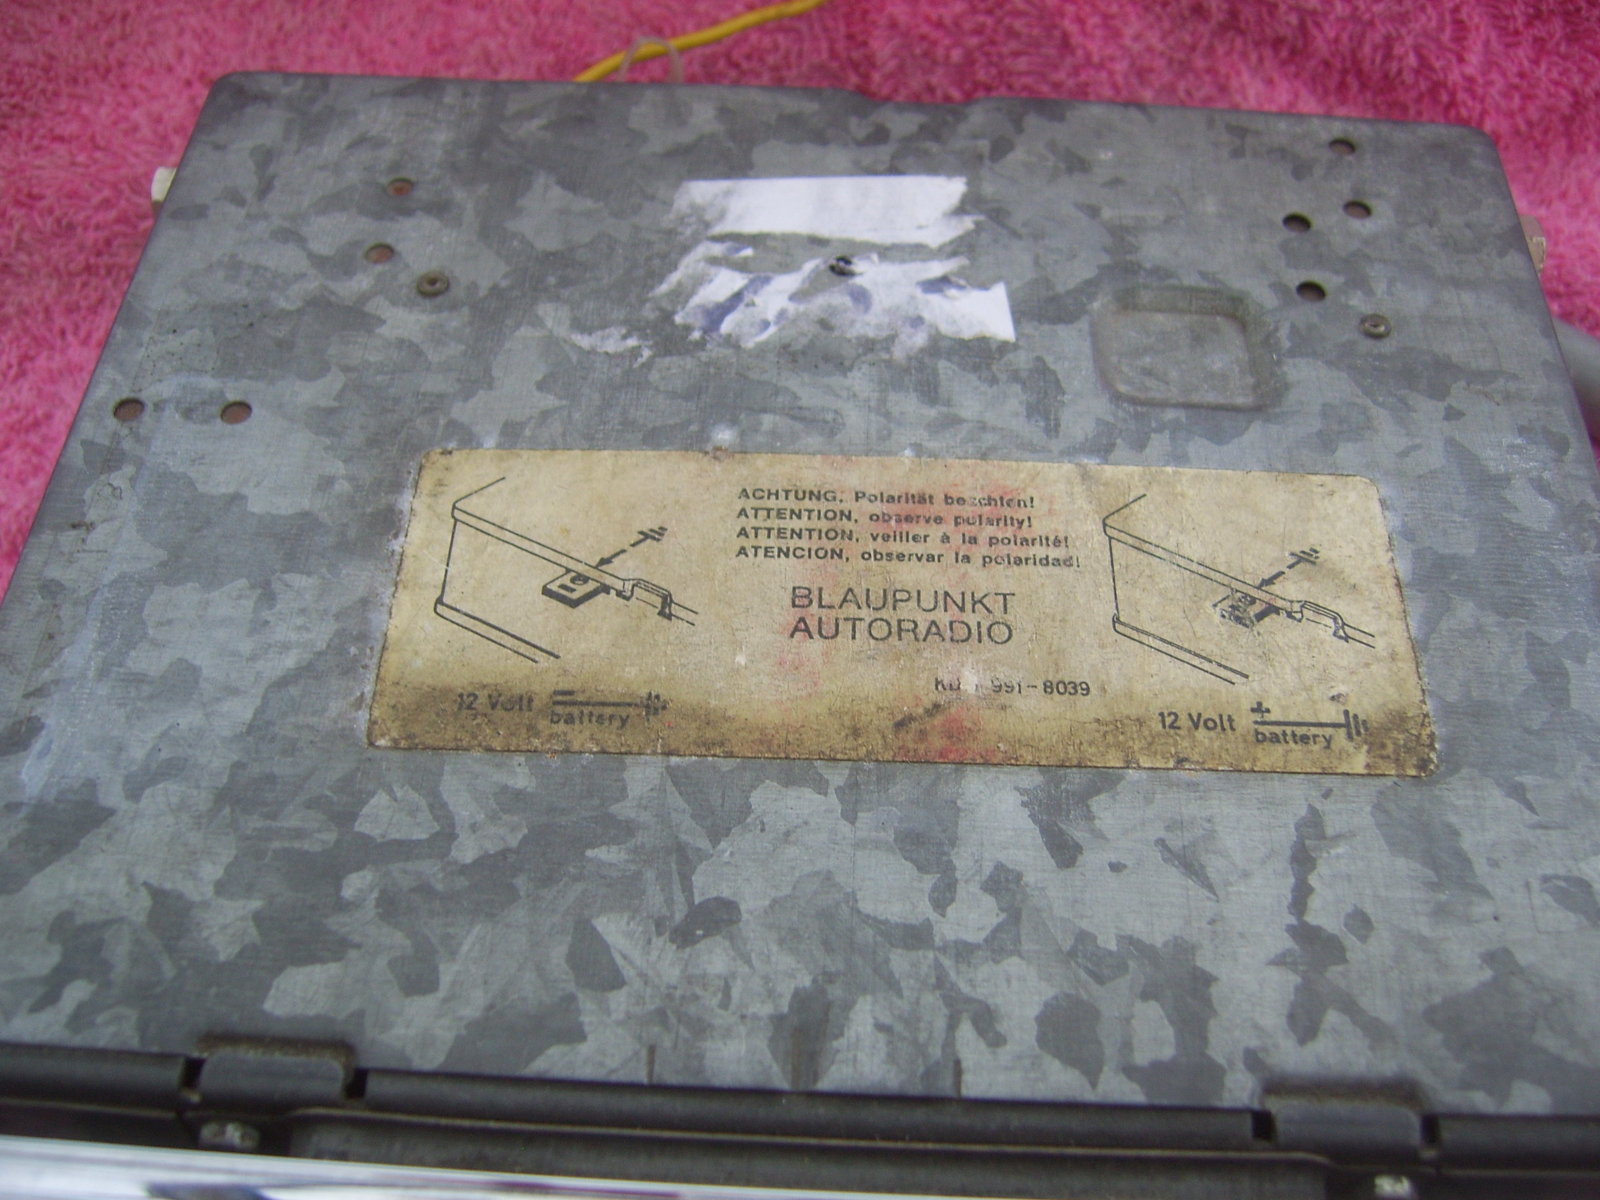 ACHTUNG, Polarität beachten!
ATTENTION, observe polarity!
ATTENTION, veiller à la polarité!
ATENCION, observar la polaridad!
BLAUPUNKT
AUTORADIO
991-8039
12 Volt - battery
12 Volt + battery